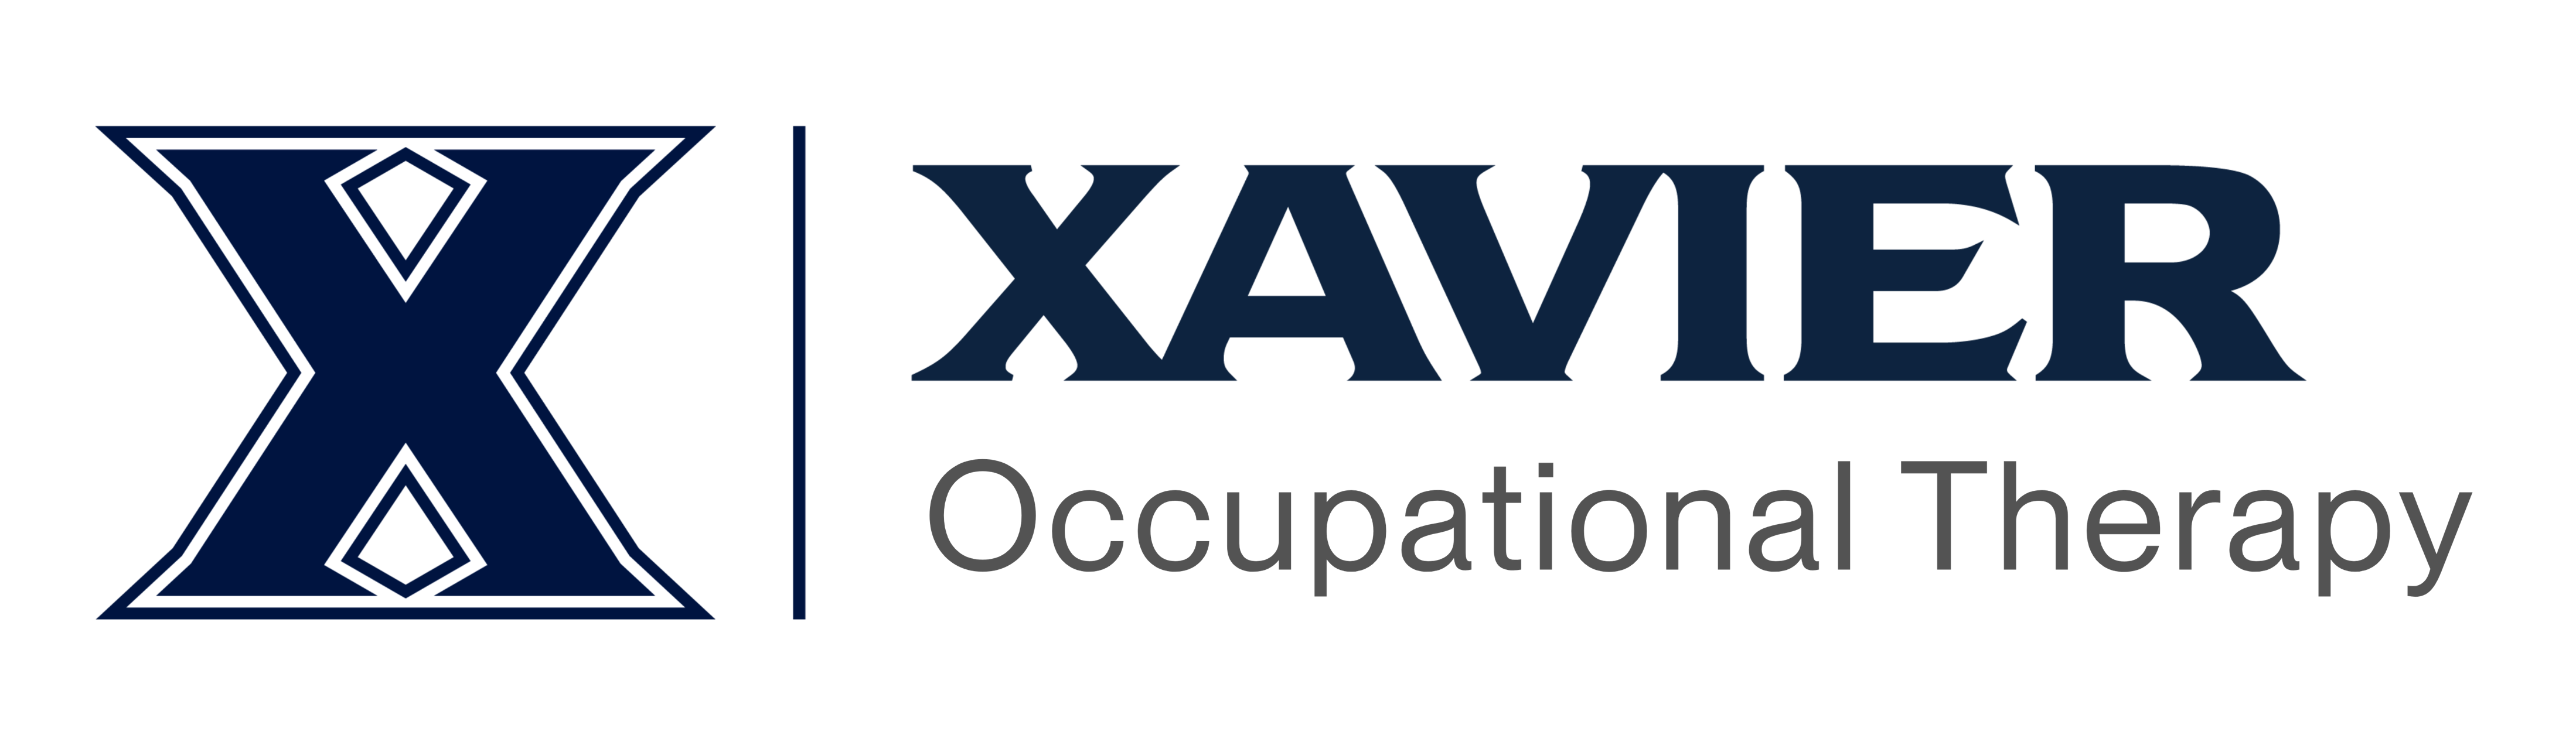 X
XAVIER
Occupational Therapy